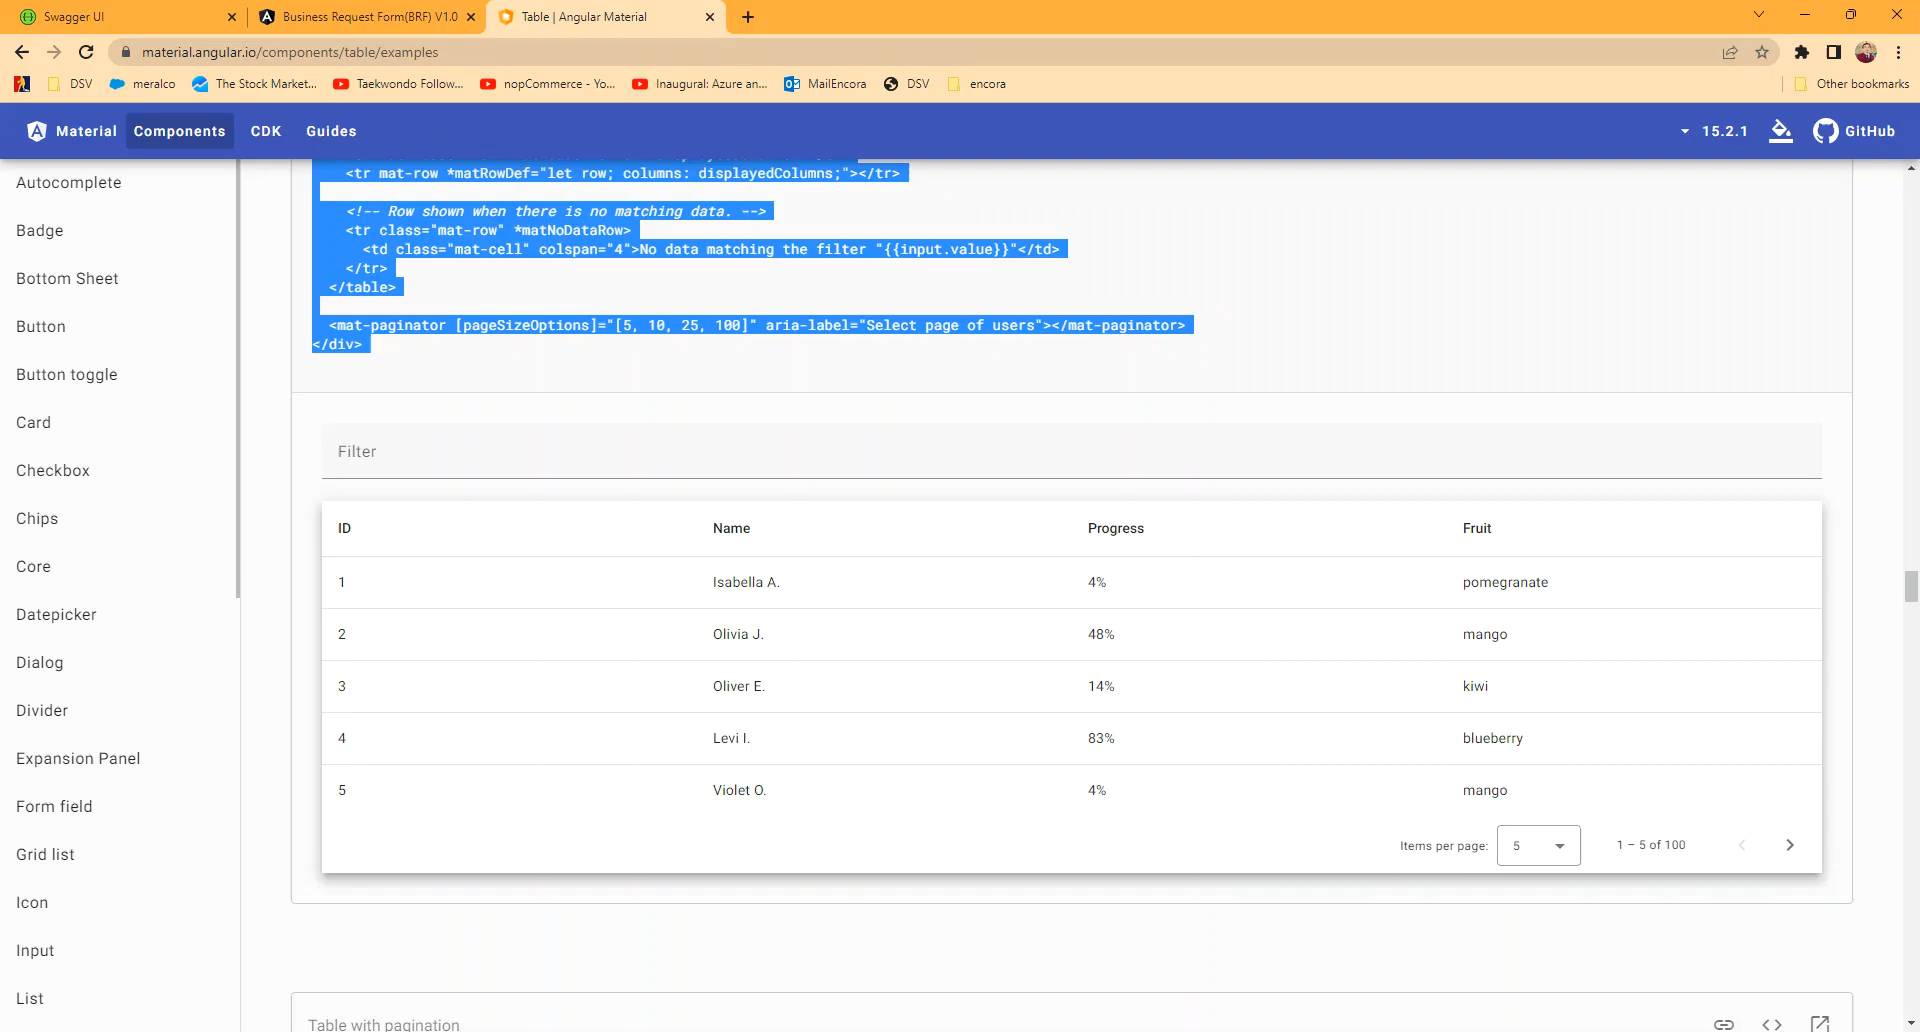 Swagger UI
Business Request Form(BRF) V1.0
Table | Angular Material
material.angular.io/components/table/examples
DSV
meralco
The Stock Market...
Taekwondo Follow...
nopCommerce - Yo...
Inaugural: Azure an...
MailEncora
DSV
encora
Other bookmarks
Material
Components
CDK
Guides
15.2.1
GitHub
Autocomplete
Badge
Bottom Sheet
Button
Button toggle
Card
Checkbox
Chips
Core
Datepicker
Dialog
Divider
Expansion Panel
Form field
Grid list
Icon
Input
List
<tr mat-row *matRowDef="let row; columns: displayedColumns;"></tr>
<!-- Row shown when there is no matching data. -->
<tr class="mat-row" *matNoDataRow>
<td class="mat-cell" colspan="4">No data matching the filter "{{input.value}}"</td>
</tr>
</table>
<mat-paginator [pageSizeOptions]="[5, 10, 25, 100]" aria-label="Select page of users"></mat-paginator>
</div>
Filter
ID Name Progress Fruit
1 Isabella A. 4% pomegranate
2 Olivia J. 48% mango
3 Oliver E. 14% kiwi
4 Levi I. 83% blueberry
5 Violet O. 4% mango
Items per page: 5 1 – 5 of 100
Table with pagination